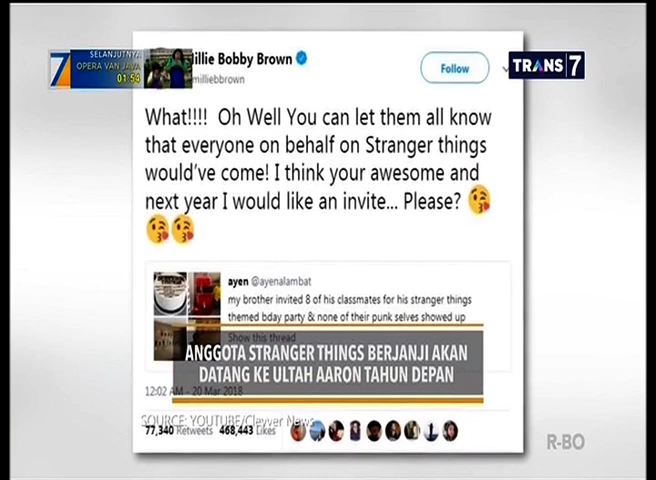 SELANJUTNYA
OPERA VAN JAVA
01:54
7
TRANS 7
illie Bobby Brown
milliebbrown
Follow
What!!!! Oh Well You can let them all know
that everyone on behalf on Stranger things
would've come! I think your awesome and
next year I would like an invite... Please?
ayen @ayenalambat
my brother invited 8 of his classmates for his stranger things
themed bday party & none of their punk selves showed up
Show this thread
ANGGOTA STRANGER THINGS BERJANJI AKAN
DATANG KE ULTAH AARON TAHUN DEPAN
12:02 AM - 20 Mar 2018
SOURCE: YOUTUBE/Clevver News
77,340 Retweets 468,443 Likes
R-BO